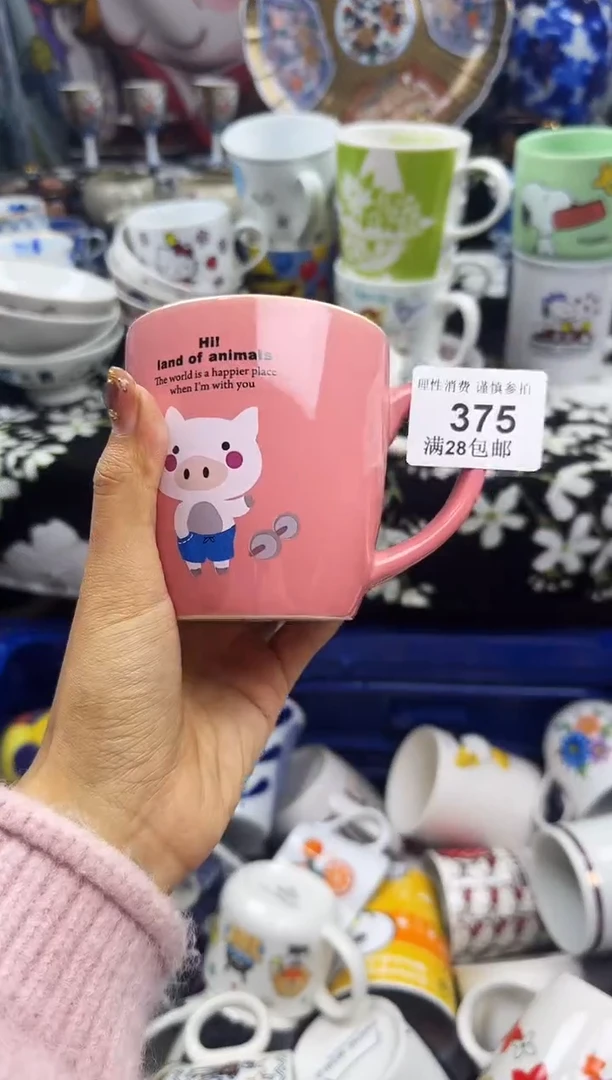 Hi!
land of animals
The world is a happier place
when I'm with you
理性消费 谨慎参拍
375
满28包邮